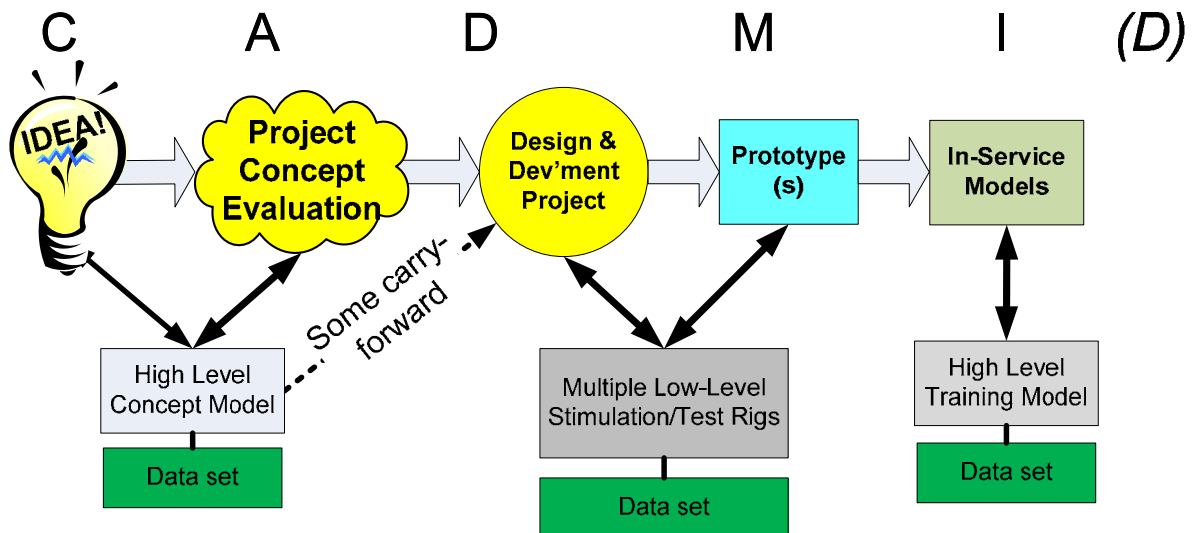 C A D M I (D)
IDEA!
Project
Concept
Evaluation
Design &
Dev'ment
Project
Prototype
(s)
In-Service
Models
Some carry-
forward
High Level
Concept Model
Data set
Multiple Low-Level
Stimulation/Test Rigs
Data set
High Level
Training Model
Data set